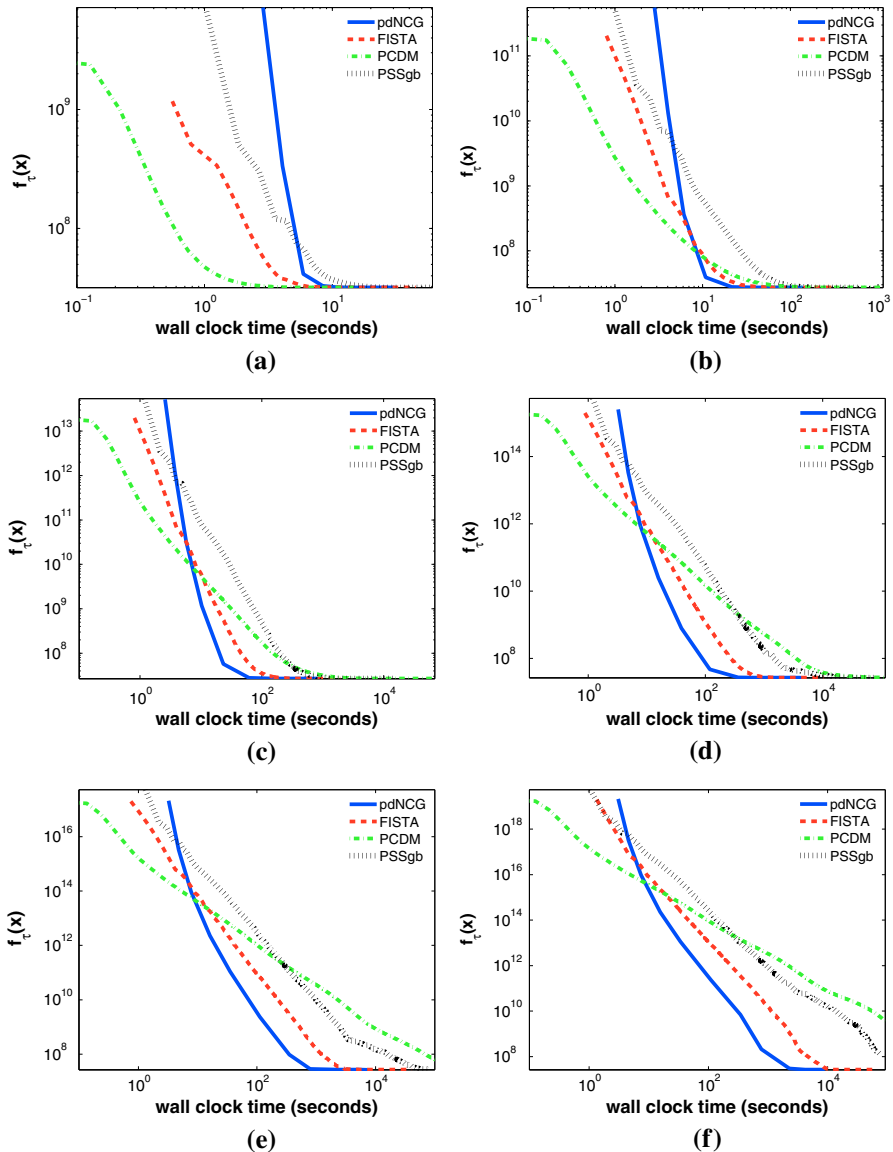 pdNCG
FISTA
PCDM
PSSgb
f_τ(x)
10^9
10^8
10^-1 10^0 10^1
wall clock time (seconds)
(a)
pdNCG
FISTA
PCDM
PSSgb
f_τ(x)
10^11
10^10
10^9
10^8
10^-1 10^0 10^1 10^2 10^3
wall clock time (seconds)
(b)
pdNCG
FISTA
PCDM
PSSgb
f_τ(x)
10^13
10^12
10^11
10^10
10^9
10^8
10^0 10^2 10^4
wall clock time (seconds)
(c)
pdNCG
FISTA
PCDM
PSSgb
f_τ(x)
10^14
10^12
10^10
10^8
10^0 10^2 10^4
wall clock time (seconds)
(d)
pdNCG
FISTA
PCDM
PSSgb
f_τ(x)
10^16
10^14
10^12
10^10
10^8
10^0 10^2 10^4
wall clock time (seconds)
(e)
pdNCG
FISTA
PCDM
PSSgb
f_τ(x)
10^18
10^16
10^14
10^12
10^10
10^8
10^0 10^2 10^4
wall clock time (seconds)
(f)